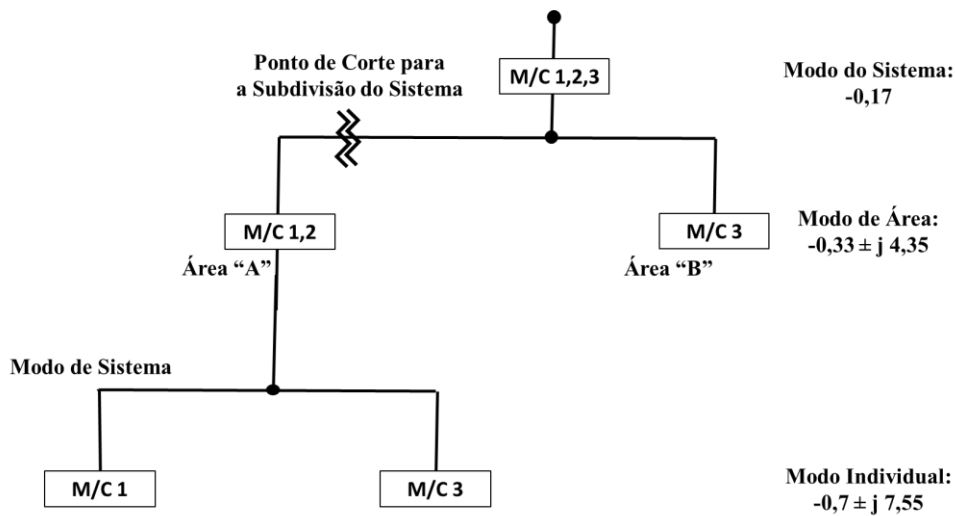 Ponto de Corte para
a Subdivisão do Sistema
M/C 1,2,3
Modo do Sistema:
-0,17
M/C 1,2
M/C 3
Modo de Área:
-0,33 ± j 4,35
Área “A”
Área “B”
Modo de Sistema
M/C 1
M/C 3
Modo Individual:
-0,7 ± j 7,55